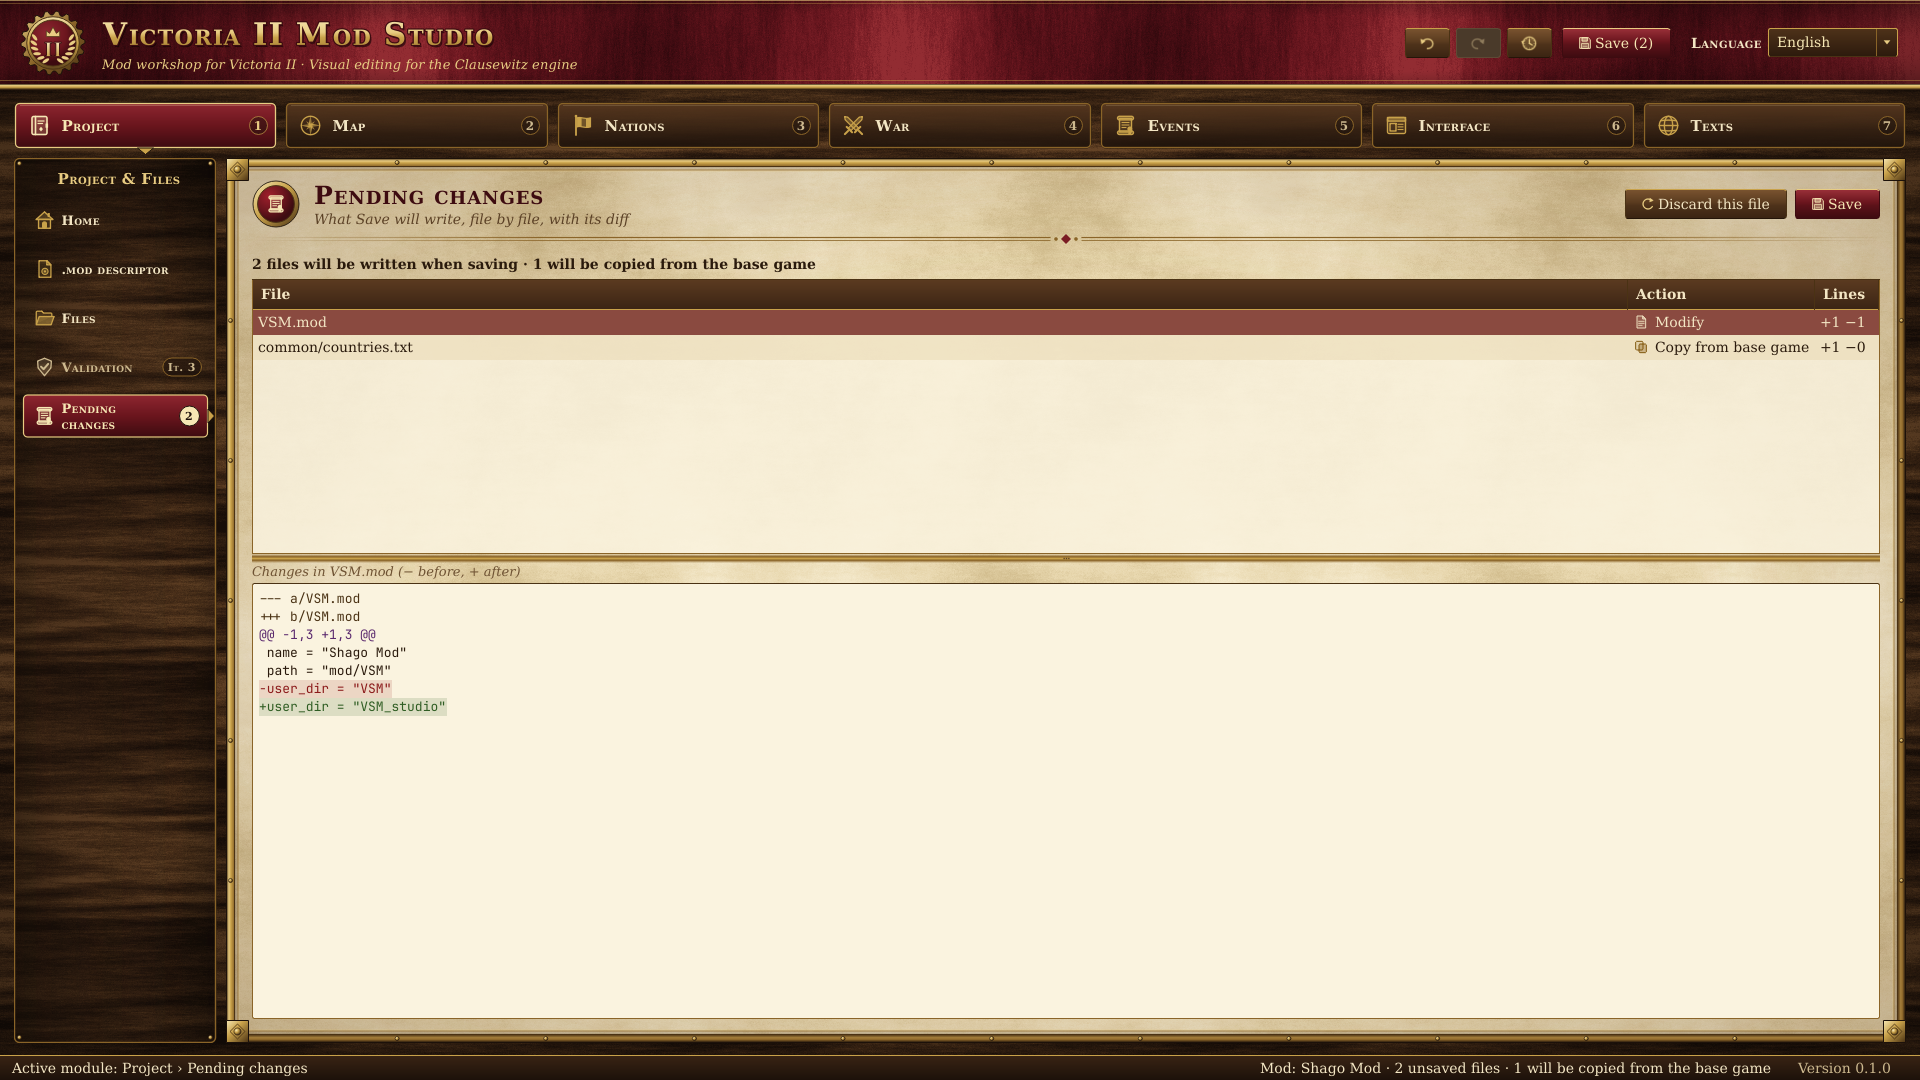 Victoria II Mod Studio
Mod workshop for Victoria II · Visual editing for the Clausewitz engine
Save (2)
Language
English
Project
1
Map
2
Nations
3
War
4
Events
5
Interface
6
Texts
7
Project & Files
Home
.mod descriptor
Files
Validation
It. 3
Pending
changes
2
Pending changes
What Save will write, file by file, with its diff
Discard this file
Save
2 files will be written when saving · 1 will be copied from the base game
File Action Lines
VSM.mod Modify +1 −1
common/countries.txt Copy from base game +1 −0
Changes in VSM.mod (− before, + after)
--- a/VSM.mod
+++ b/VSM.mod
@@ -1,3 +1,3 @@
name = "Shago Mod"
path = "mod/VSM"
-user_dir = "VSM"
+user_dir = "VSM_studio"
Active module: Project › Pending changes
Mod: Shago Mod · 2 unsaved files · 1 will be copied from the base game
Version 0.1.0